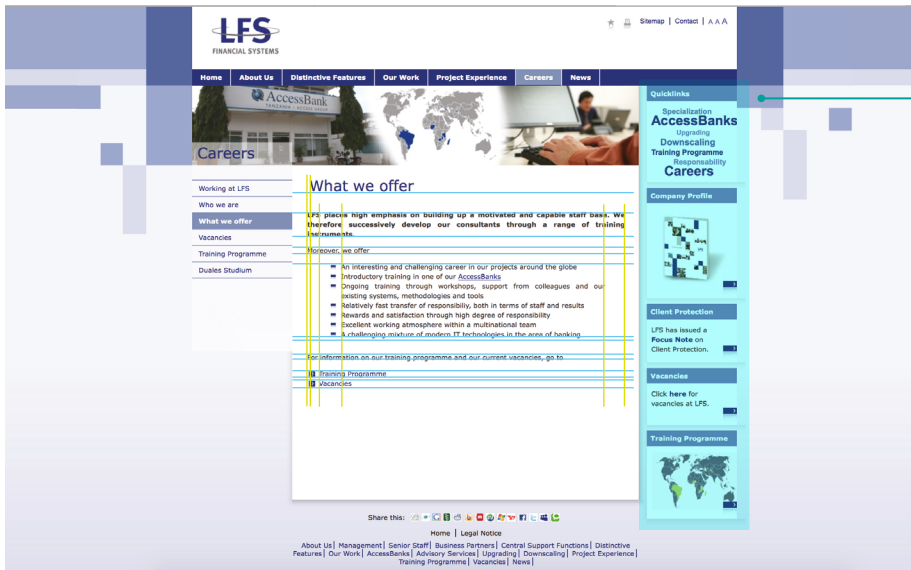 LFS
FINANCIAL SYSTEMS
Sitemap | Contact | A A A
Home
About Us
Distinctive Features
Our Work
Project Experience
Careers
News
AccessBank
TANZANIA
Careers
Working at LFS
Who we are
What we offer
Vacancies
Training Programme
Duales Studium
What we offer
LFS places high emphasis on building up a motivated and capable staff base. We
therefore successively develop our consultants through a range of training
instruments.
Moreover, we offer
An interesting and challenging career in our projects around the globe
Introductory training in one of our AccessBanks
Ongoing training through workshops, support from colleagues and our
existing systems, methodologies and tools
Relatively fast transfer of responsibiliy, both in terms of staff and results
Rewards and satisfaction through high degree of responsibility
Excellent working atmosphere within a multinational team
A challenging mixture of modern IT technologies in the area of banking
For information on our training programme and our current vacancies, go to
Training Programme
Vacancies
Quicklinks
Specialization
AccessBanks
Upgrading
Downscaling
Training Programme
Responsability
Careers
Company Profile
Client Protection
LFS has issued a
Focus Note on
Client Protection.
Vacancies
Click here for
vacancies at LFS.
Training Programme
Share this:
Home | Legal Notice
About Us| Management| Senior Staff| Business Partners| Central Support Functions| Distinctive
Features| Our Work| AccessBanks| Advisory Services| Upgrading| Downscaling| Project Experience|
Training Programme| Vacancies| News|